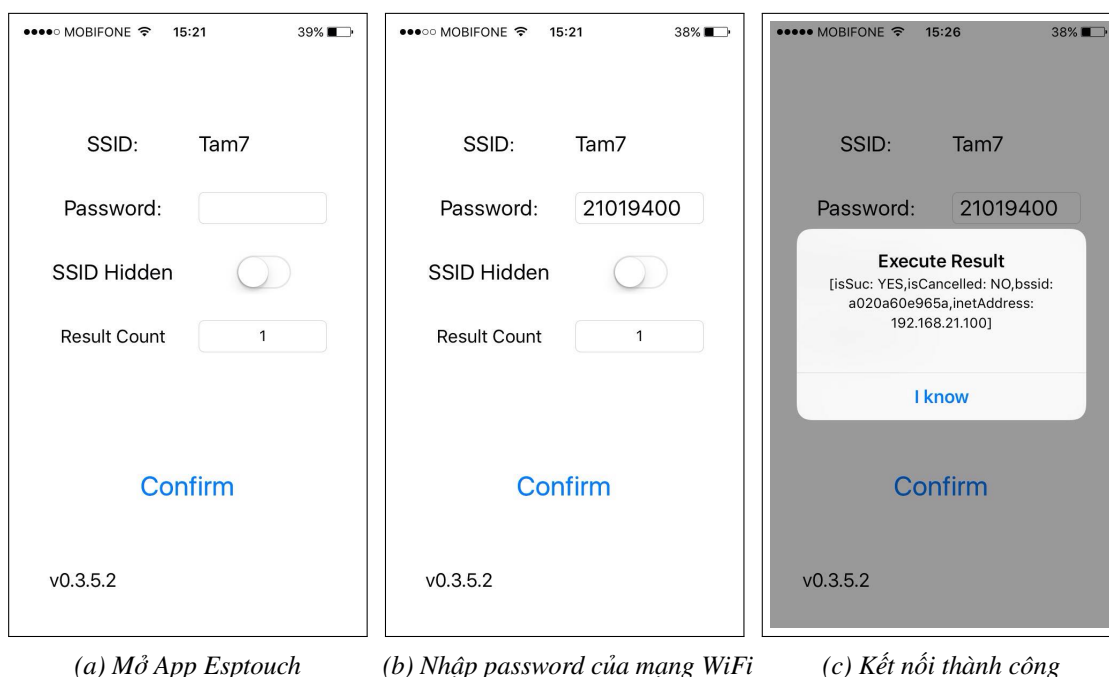 MOBIFONE 15:21 39%
SSID: Tam7
Password:
SSID Hidden
Result Count 1
Confirm
v0.3.5.2
(a) Mở App Esptouch
MOBIFONE 15:21 38%
SSID: Tam7
Password: 21019400
SSID Hidden
Result Count 1
Confirm
v0.3.5.2
(b) Nhập password của mạng WiFi
MOBIFONE 15:26 38%
SSID: Tam7
Password: 21019400
Execute Result
[isSuc: YES,isCancelled: NO,bssid:
a020a60e965a,inetAddress:
192.168.21.100]
I know
Confirm
v0.3.5.2
(c) Kết nối thành công